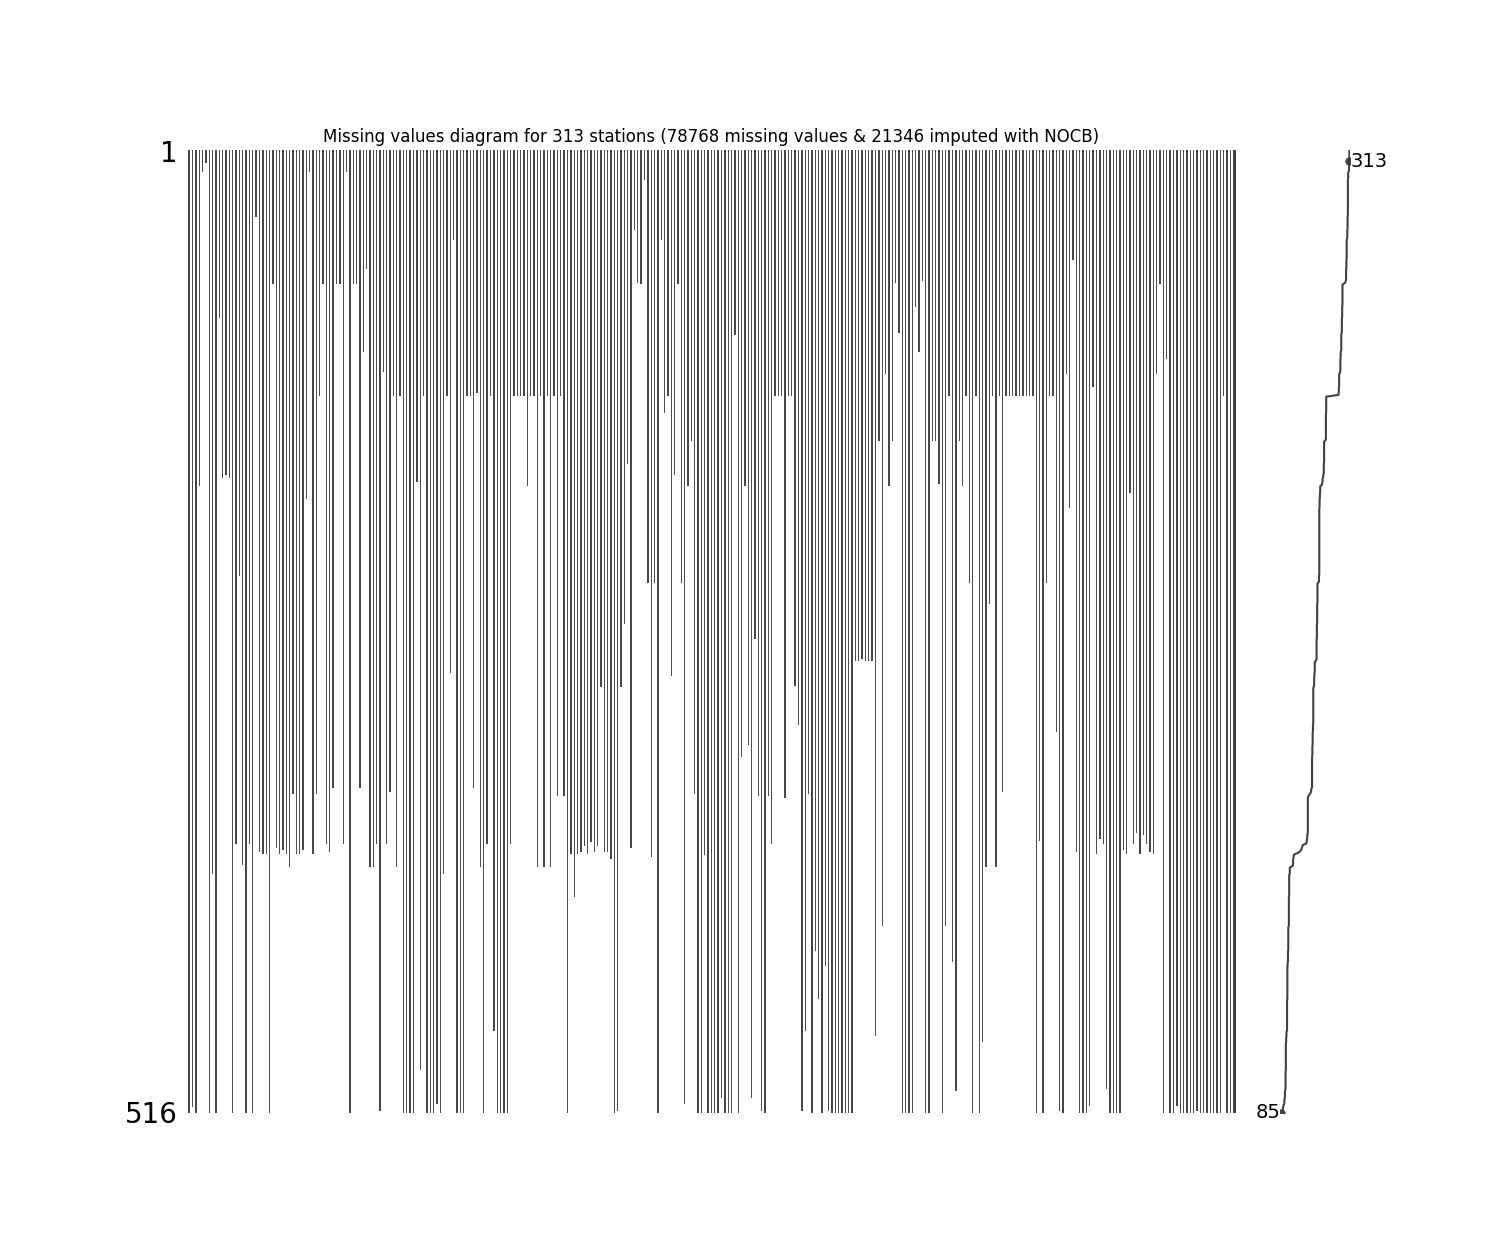 Missing values diagram for 313 stations (78768 missing values & 21346 imputed with NOCB)
1
313
516
85